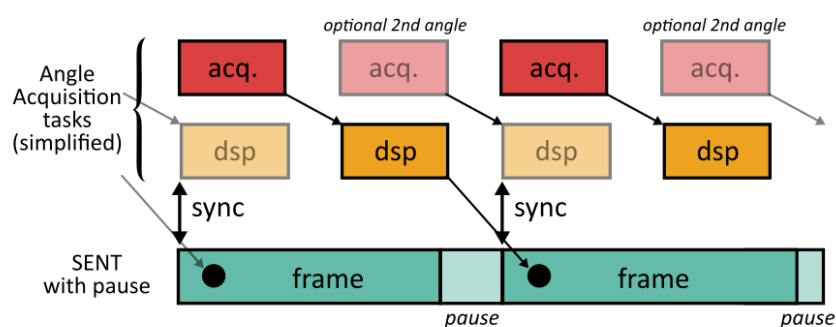 optional 2nd angle
optional 2nd angle
Angle
Acquisition
tasks
(simplified)
acq.
acq.
acq.
acq.
dsp
dsp
dsp
dsp
sync
sync
SENT
with pause
frame
frame
pause
pause